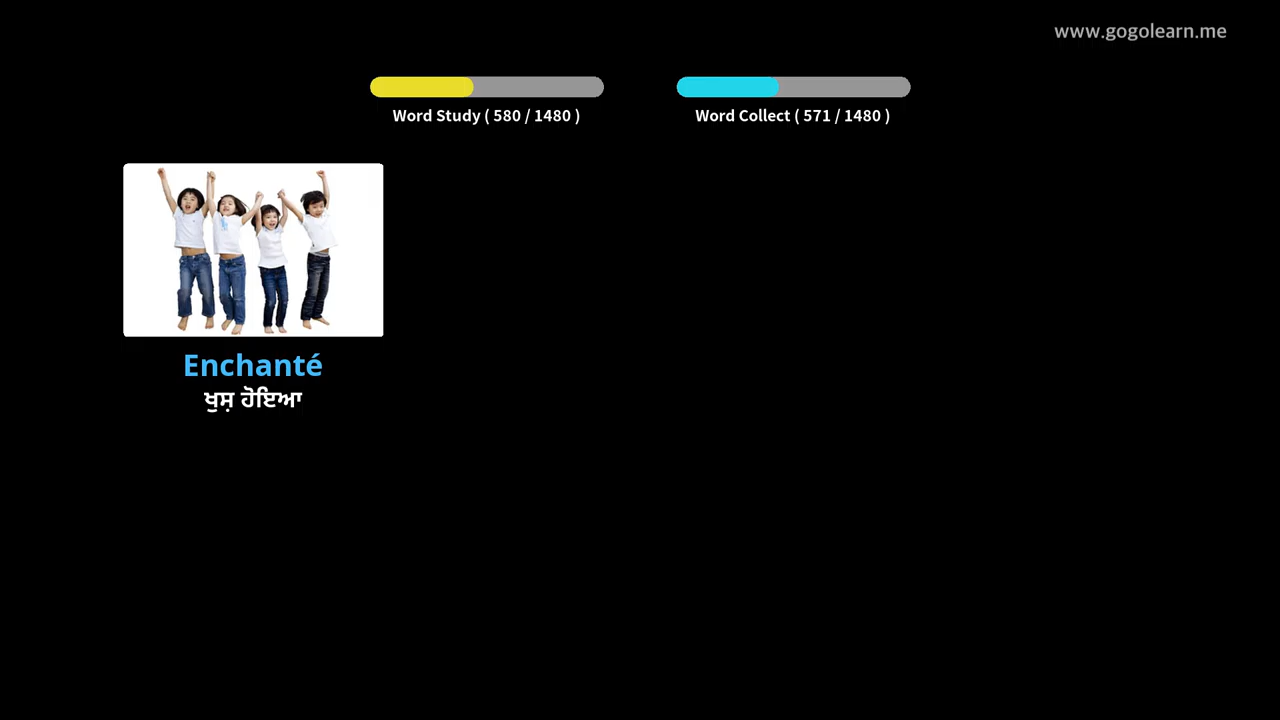 www.gogolearn.me
Word Study ( 580 / 1480 )
Word Collect ( 571 / 1480 )
Enchanté
ਖੁਸ਼ ਹੋਇਆ